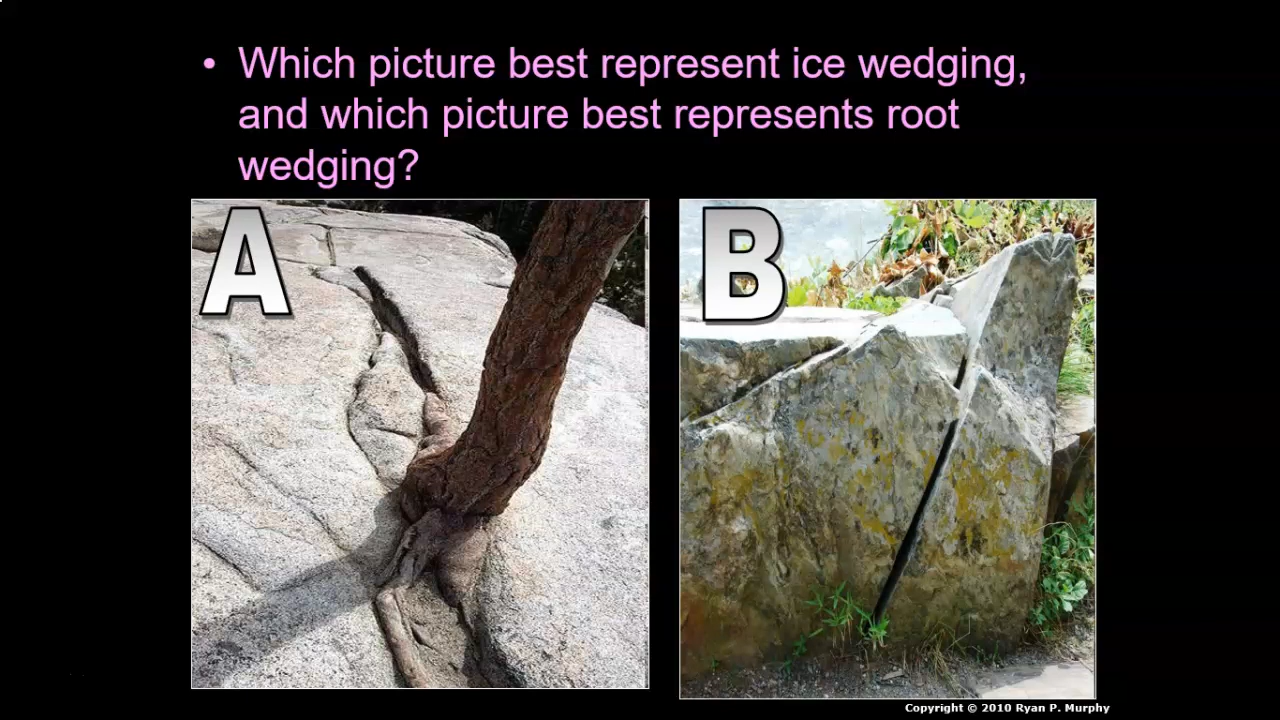 • Which picture best represent ice wedging,
and which picture best represents root
wedging?
A
B
Copyright © 2010 Ryan P. Murphy